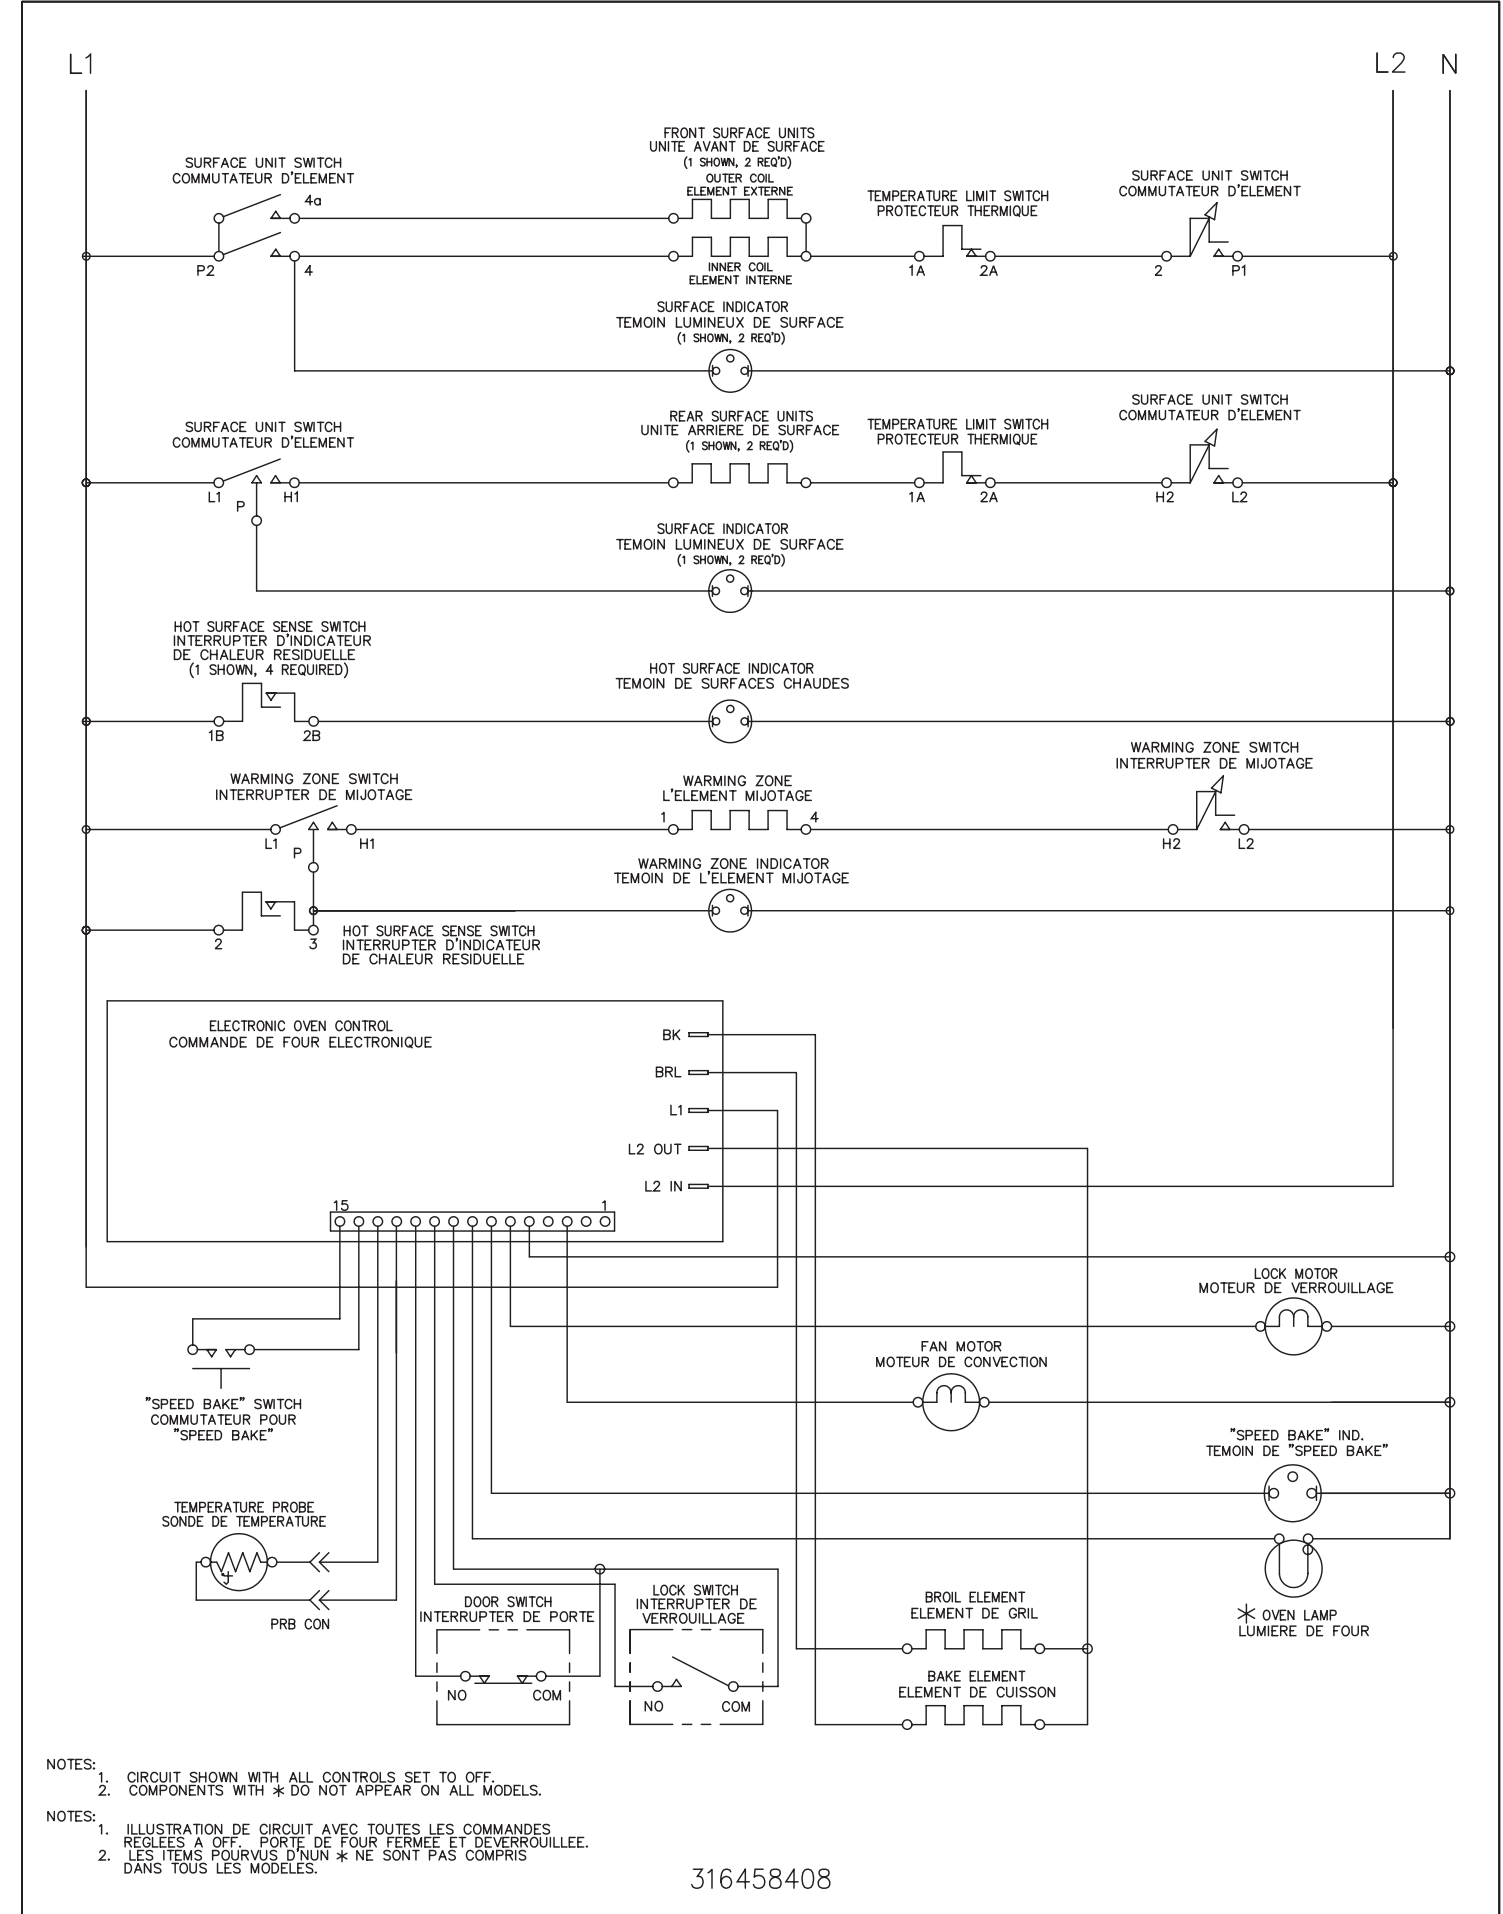 L1
L2 N
FRONT SURFACE UNITS
UNITE AVANT DE SURFACE
(1 SHOWN, 2 REQ'D)
OUTER COIL
ELEMENT EXTERNE
SURFACE UNIT SWITCH
COMMUTATEUR D'ELEMENT
4a
TEMPERATURE LIMIT SWITCH
PROTECTEUR THERMIQUE
SURFACE UNIT SWITCH
COMMUTATEUR D'ELEMENT
P2
4
INNER COIL
ELEMENT INTERNE
1A
2A
2
P1
SURFACE INDICATOR
TEMOIN LUMINEUX DE SURFACE
(1 SHOWN, 2 REQ'D)
SURFACE UNIT SWITCH
COMMUTATEUR D'ELEMENT
REAR SURFACE UNITS
UNITE ARRIERE DE SURFACE
(1 SHOWN, 2 REQ'D)
TEMPERATURE LIMIT SWITCH
PROTECTEUR THERMIQUE
SURFACE UNIT SWITCH
COMMUTATEUR D'ELEMENT
L1
P
H1
1A
2A
H2
L2
SURFACE INDICATOR
TEMOIN LUMINEUX DE SURFACE
(1 SHOWN, 2 REQ'D)
HOT SURFACE SENSE SWITCH
INTERRUPTER D'INDICATEUR
DE CHALEUR RESIDUELLE
(1 SHOWN, 4 REQUIRED)
HOT SURFACE INDICATOR
TEMOIN DE SURFACES CHAUDES
1B
2B
WARMING ZONE SWITCH
INTERRUPTER DE MIJOTAGE
WARMING ZONE
L'ELEMENT MIJOTAGE
WARMING ZONE SWITCH
INTERRUPTER DE MIJOTAGE
1
4
L1
P
H1
H2
L2
WARMING ZONE INDICATOR
TEMOIN DE L'ELEMENT MIJOTAGE
2
3
HOT SURFACE SENSE SWITCH
INTERRUPTER D'INDICATEUR
DE CHALEUR RESIDUELLE
ELECTRONIC OVEN CONTROL
COMMANDE DE FOUR ELECTRONIQUE
BK
BRL
L1
L2 OUT
L2 IN
15
1
LOCK MOTOR
MOTEUR DE VERROUILLAGE
FAN MOTOR
MOTEUR DE CONVECTION
"SPEED BAKE" SWITCH
COMMUTATEUR POUR
"SPEED BAKE"
"SPEED BAKE" IND.
TEMOIN DE "SPEED BAKE"
TEMPERATURE PROBE
SONDE DE TEMPERATURE
PRB CON
DOOR SWITCH
INTERRUPTER DE PORTE
LOCK SWITCH
INTERRUPTER DE
VERROUILLAGE
BROIL ELEMENT
ELEMENT DE GRIL
* OVEN LAMP
LUMIERE DE FOUR
NO
COM
NO
COM
BAKE ELEMENT
ELEMENT DE CUISSON
NOTES:
1. CIRCUIT SHOWN WITH ALL CONTROLS SET TO OFF.
2. COMPONENTS WITH * DO NOT APPEAR ON ALL MODELS.
NOTES:
1. ILLUSTRATION DE CIRCUIT AVEC TOUTES LES COMMANDES
REGLEES A OFF. PORTE DE FOUR FERMEE ET DEVERROUILLEE.
2. LES ITEMS POURVUS D'NUN * NE SONT PAS COMPRIS
DANS TOUS LES MODELES.
316458408